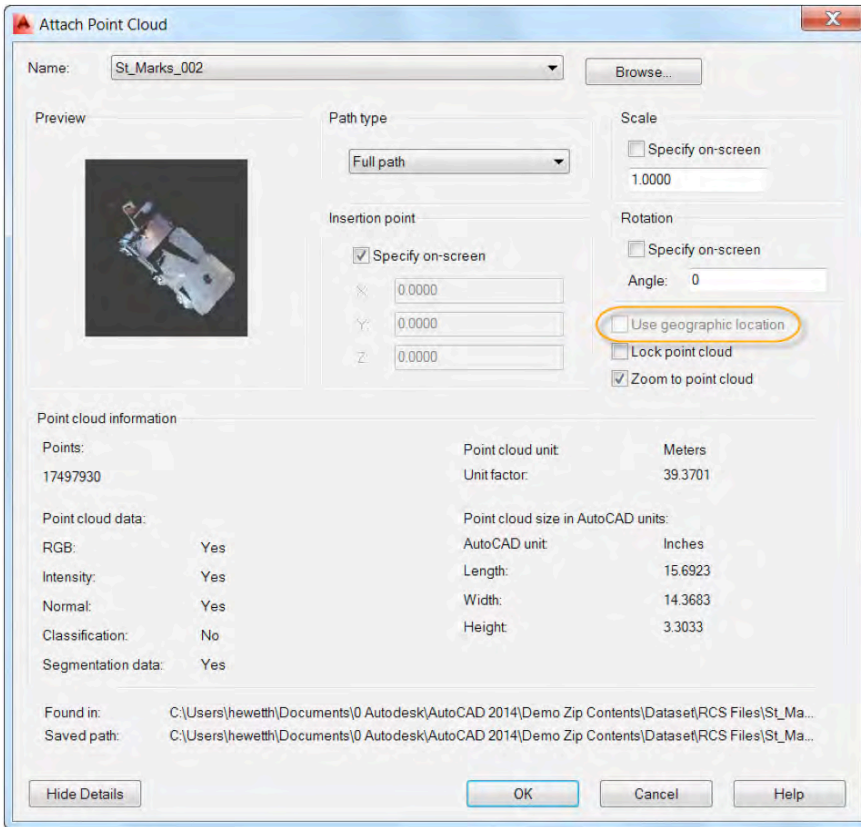 Attach Point Cloud
Name: St_Marks_002 Browse...
Preview
Path type
Full path
Scale
Specify on-screen
1.0000
Insertion point
Specify on-screen
X: 0.0000
Y: 0.0000
Z 0.0000
Rotation
Specify on-screen
Angle: 0
Use geographic location
Lock point cloud
Zoom to point cloud
Point cloud information
Points:
17497930
Point cloud unit: Meters
Unit factor: 39.3701
Point cloud data:
RGB: Yes
Intensity: Yes
Normal: Yes
Classification: No
Segmentation data: Yes
Point cloud size in AutoCAD units:
AutoCAD unit: Inches
Length: 15.6923
Width: 14.3683
Height: 3.3033
Found in: C:\Users\hewetth\Documents\0 Autodesk\AutoCAD 2014\Demo Zip Contents\Dataset\RCS Files\St_Ma...
Saved path: C:\Users\hewetth\Documents\0 Autodesk\AutoCAD 2014\Demo Zip Contents\Dataset\RCS Files\St_Ma...
Hide Details OK Cancel Help